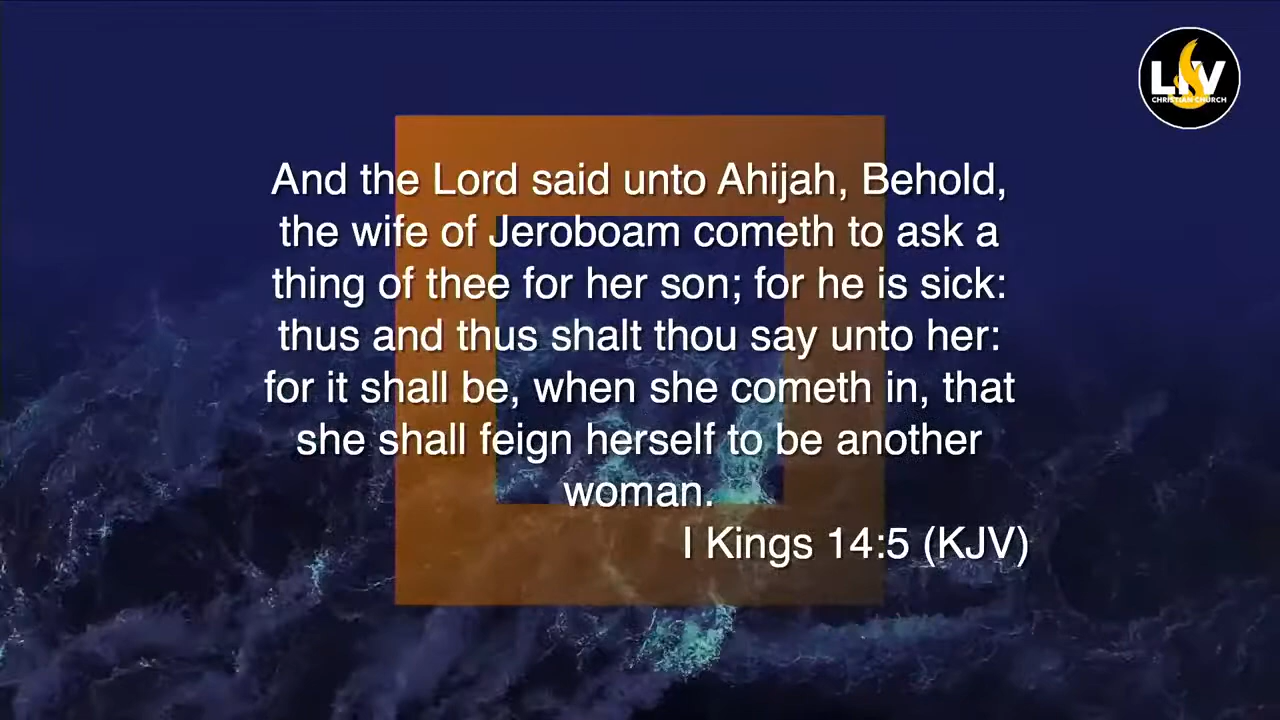 LIV
CHRISTIAN CHURCH
And the Lord said unto Ahijah, Behold,
the wife of Jeroboam cometh to ask a
thing of thee for her son; for he is sick:
thus and thus shalt thou say unto her:
for it shall be, when she cometh in, that
she shall feign herself to be another
woman.
I Kings 14:5 (KJV)